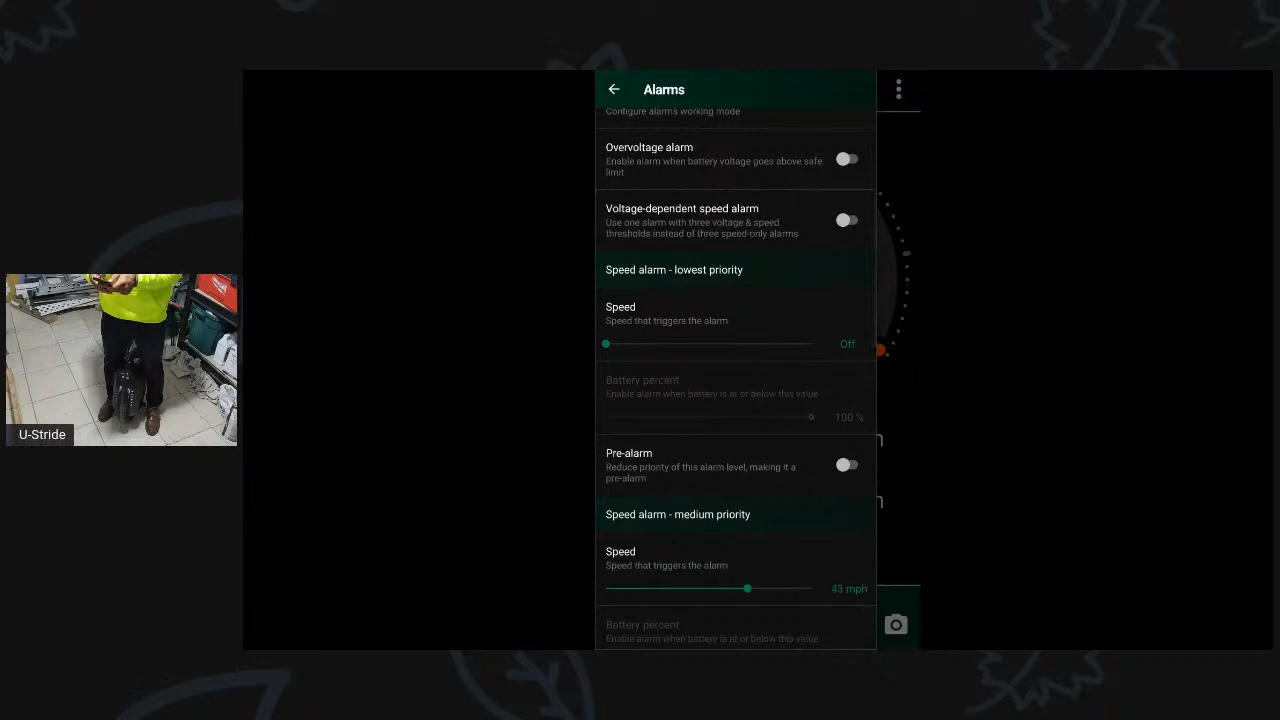 Alarms
Configure alarms working mode
Overvoltage alarm
Enable alarm when battery voltage goes above safe
limit
Voltage-dependent speed alarm
Use one alarm with three voltage & speed
thresholds instead of three speed-only alarms
Speed alarm - lowest priority
Speed
Speed that triggers the alarm
Off
Battery percent
Enable alarm when battery is at or below this value
100 %
Pre-alarm
Reduce priority of this alarm level, making it a
pre-alarm
Speed alarm - medium priority
Speed
Speed that triggers the alarm
43 mph
Battery percent
Enable alarm when battery is at or below this value
U-Stride